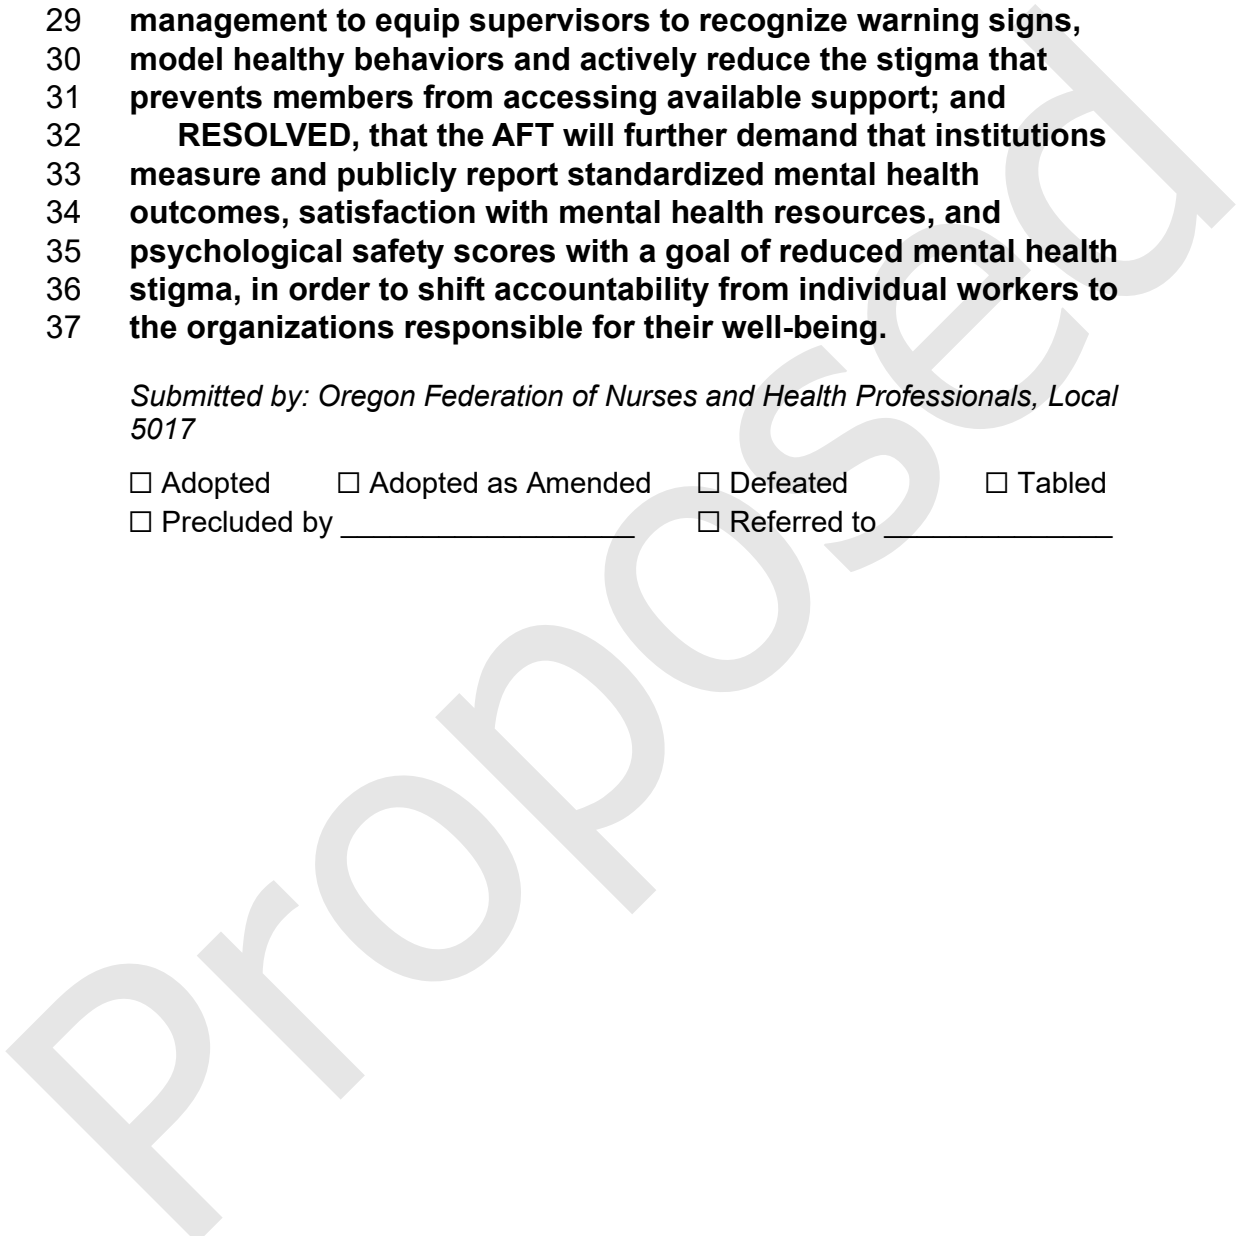 29 management to equip supervisors to recognize warning signs,
30 model healthy behaviors and actively reduce the stigma that
31 prevents members from accessing available support; and
32 RESOLVED, that the AFT will further demand that institutions
33 measure and publicly report standardized mental health
34 outcomes, satisfaction with mental health resources, and
35 psychological safety scores with a goal of reduced mental health
36 stigma, in order to shift accountability from individual workers to
37 the organizations responsible for their well-being.
Submitted by: Oregon Federation of Nurses and Health Professionals, Local
5017
☐ Adopted ☐ Adopted as Amended ☐ Defeated ☐ Tabled
☐ Precluded by __________________ ☐ Referred to ______________
Proposed